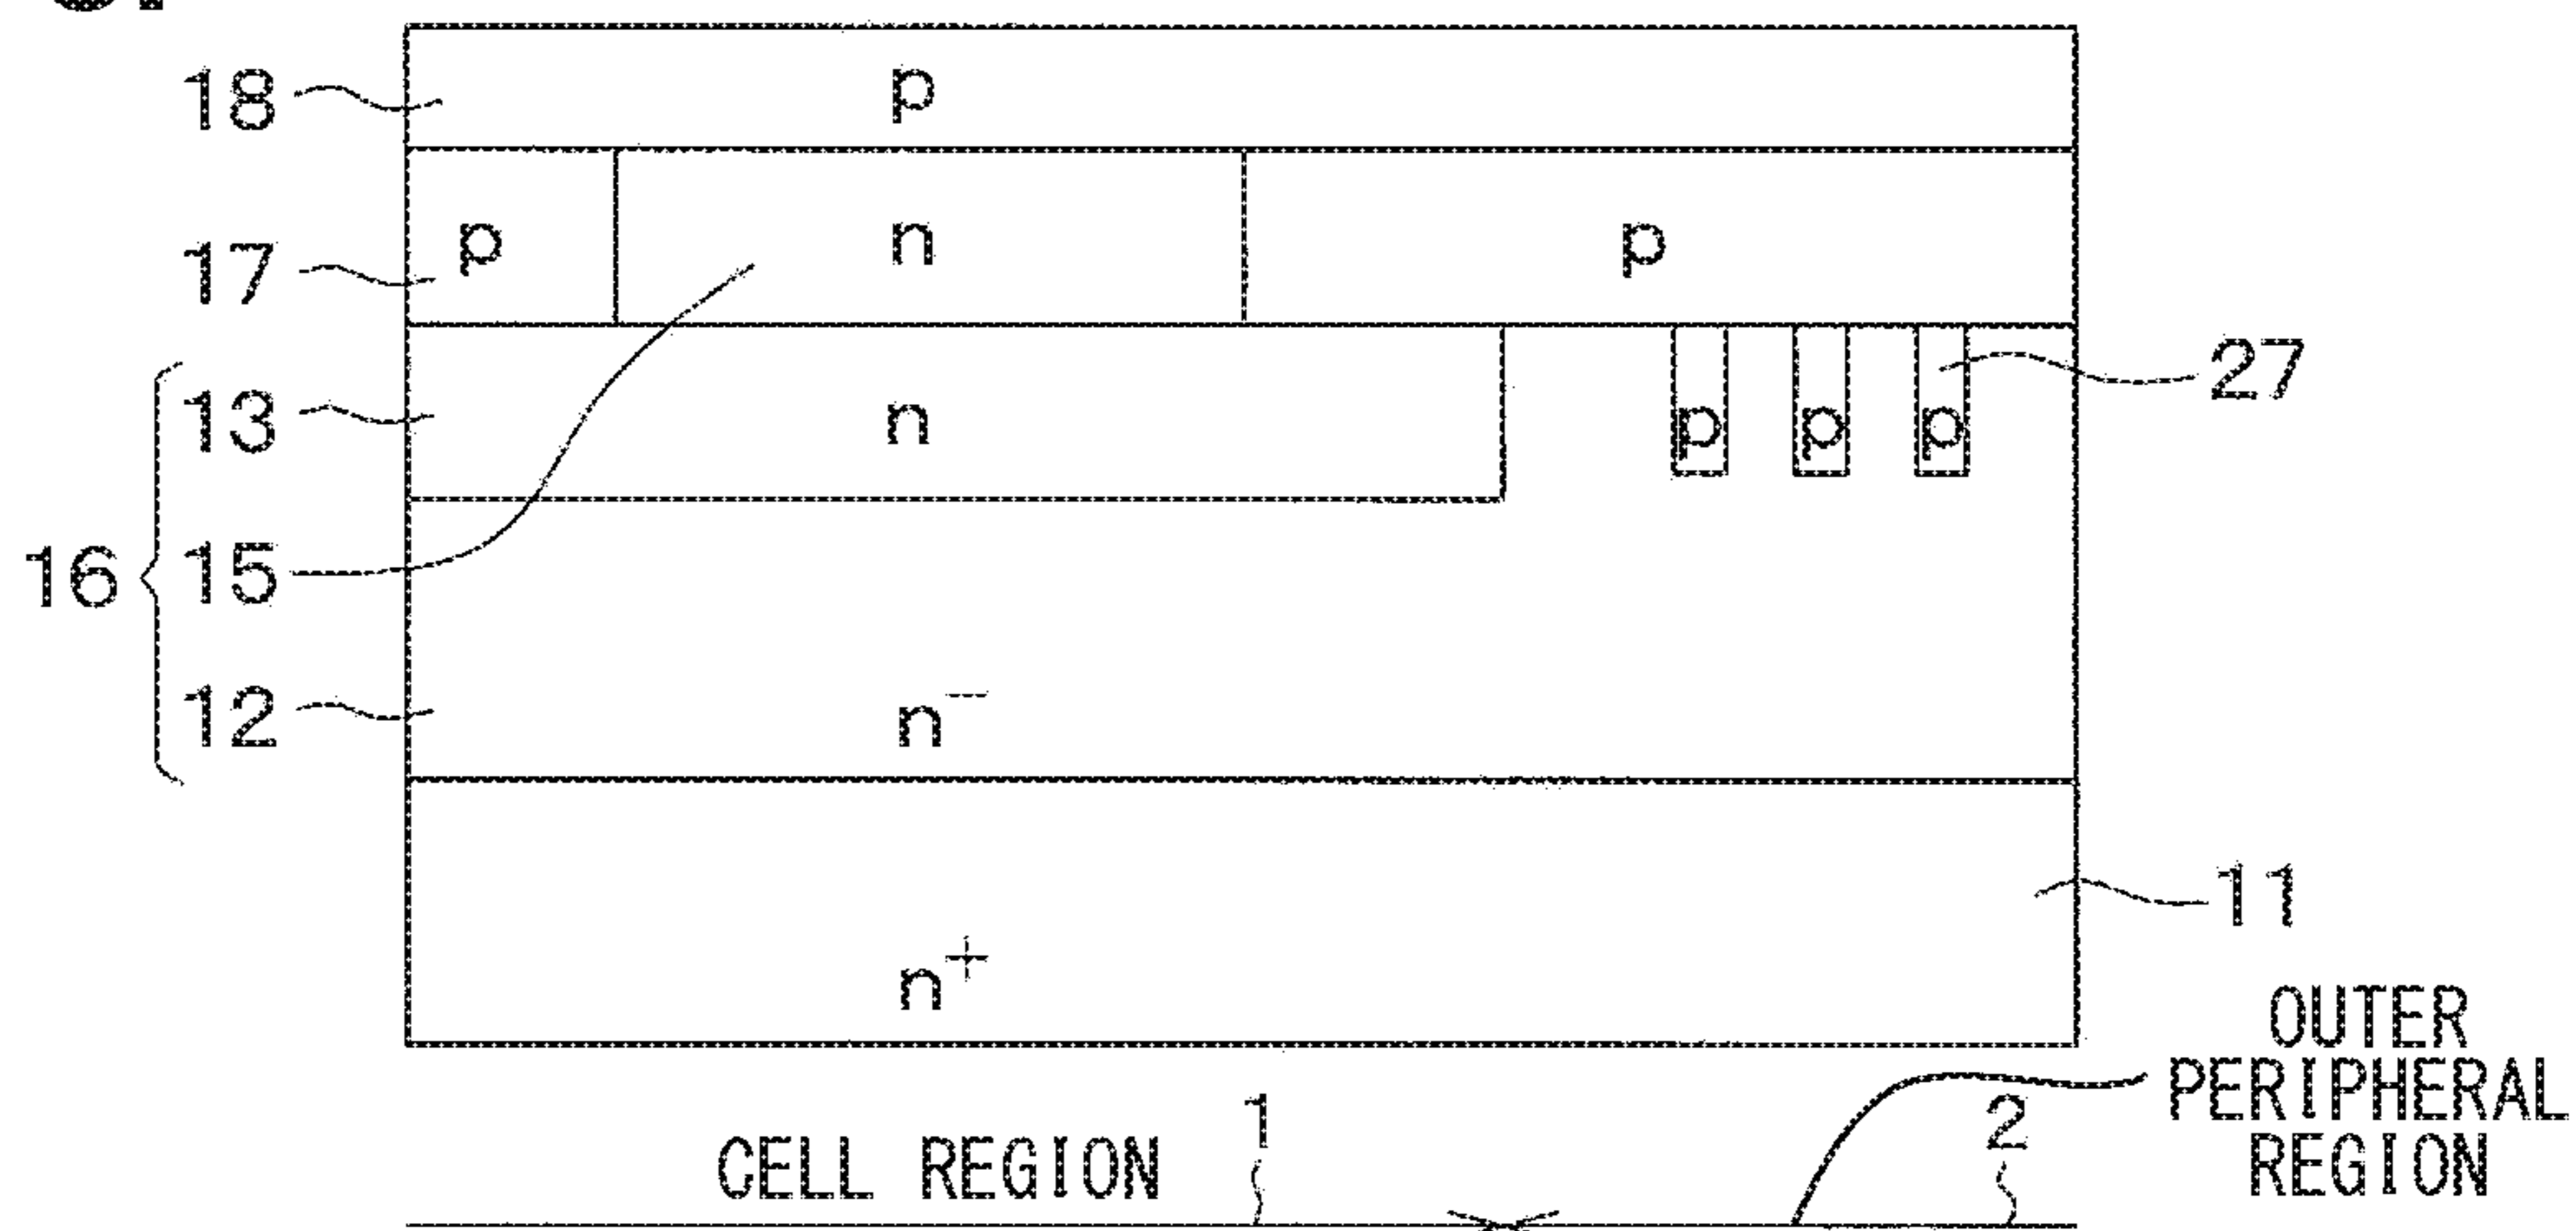 18 p
17 p n p
13 n p p p 27
16 15
12 n⁻
11
n⁺
OUTER
PERIPHERAL
REGION
CELL REGION 1 2